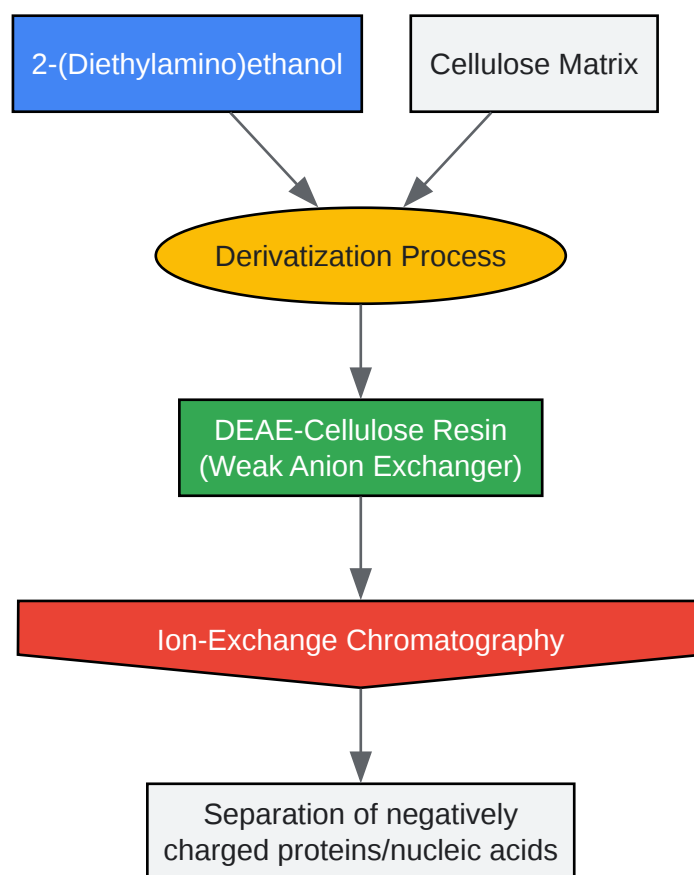 2-(Diethylamino)ethanol
Cellulose Matrix
Derivatization Process
DEAE-Cellulose Resin
(Weak Anion Exchanger)
Ion-Exchange Chromatography
Separation of negatively
charged proteins/nucleic acids